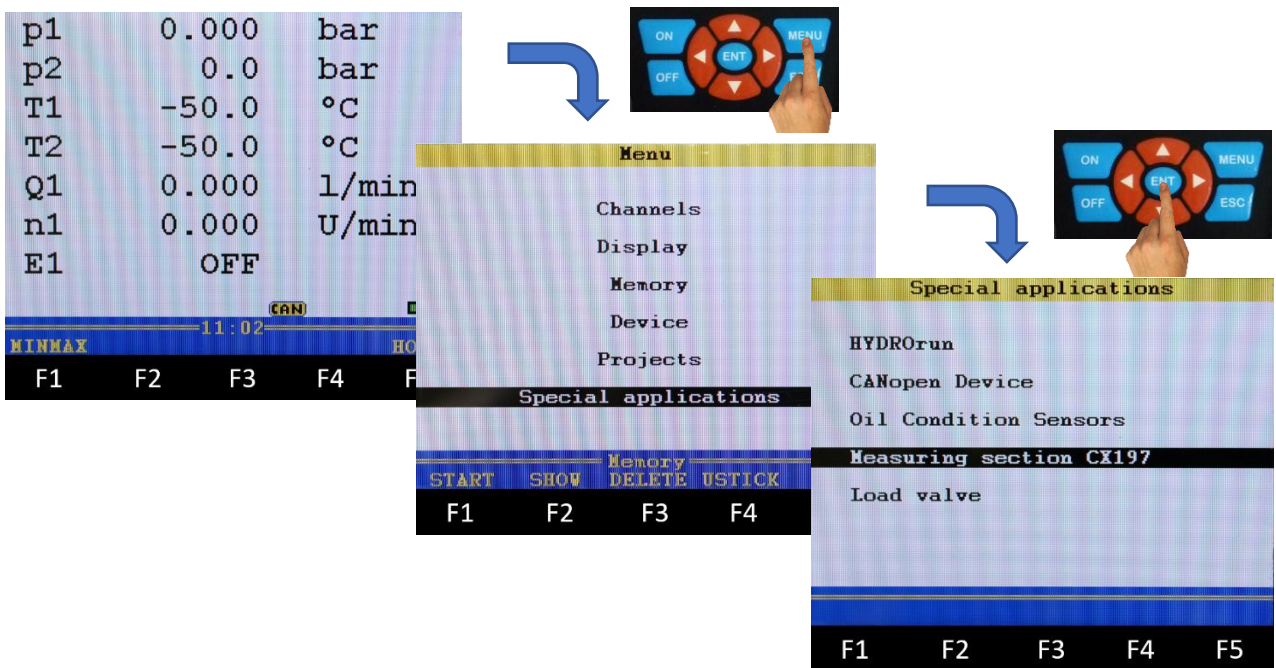 p1 0.000 bar
p2 0.0 bar
T1 -50.0 °C
T2 -50.0 °C
Q1 0.000 l/min
n1 0.000 U/min
E1 OFF
CAN
11:02
MINMAX
F1 F2 F3 F4
ON MENU
ENT
OFF
Menu
Channels
Display
Memory
Device
Projects
Special applications
Memory
START SHOW DELETE USTICK
F1 F2 F3 F4
ON MENU
ENT
OFF ESC
Special applications
HYDROrun
CANopen Device
Oil Condition Sensors
Measuring section CX197
Load valve
F1 F2 F3 F4 F5